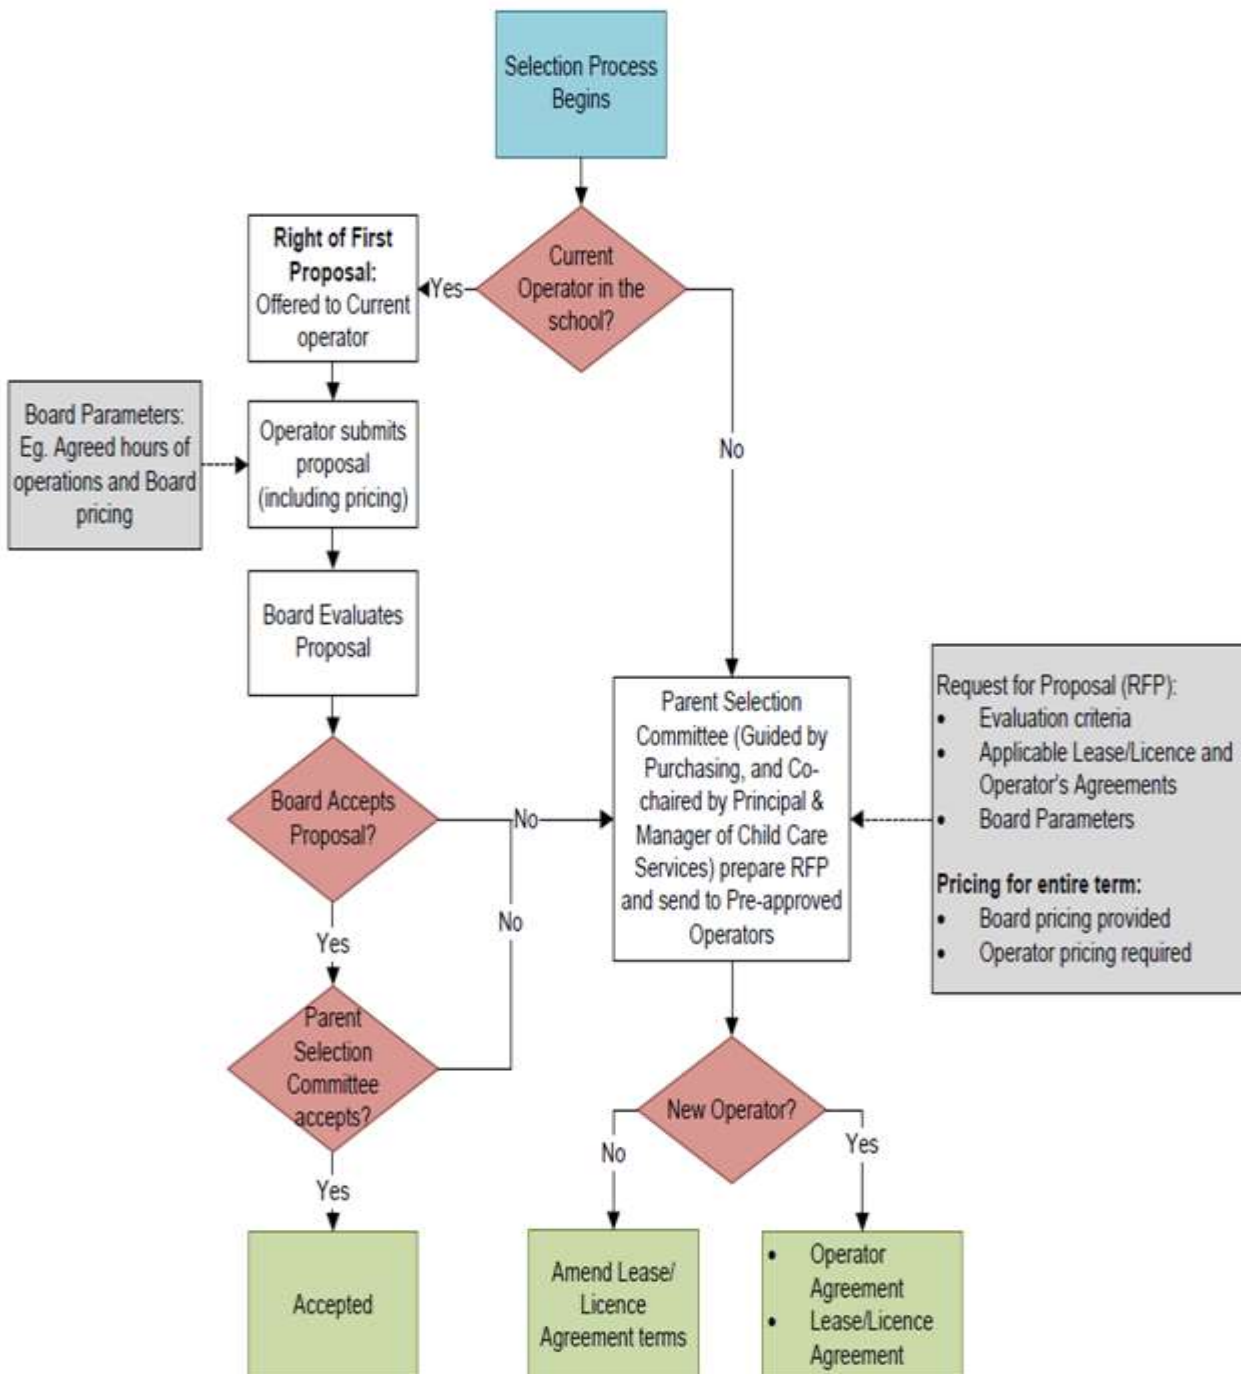 Selection Process
Begins
Current
Operator in the
school?
Yes
No
Right of First
Proposal:
Offered to Current
operator
Board Parameters:
Eg. Agreed hours of
operations and Board
pricing
Operator submits
proposal
(including pricing)
Board Evaluates
Proposal
Board Accepts
Proposal?
No
Yes
Parent
Selection
Committee
accepts?
No
Yes
Accepted
Parent Selection
Committee (Guided by
Purchasing, and Co-
chaired by Principal &
Manager of Child Care
Services) prepare RFP
and send to Pre-approved
Operators
Request for Proposal (RFP):
• Evaluation criteria
• Applicable Lease/Licence and
Operator's Agreements
• Board Parameters
Pricing for entire term:
• Board pricing provided
• Operator pricing required
New Operator?
No
Yes
Amend Lease/
Licence
Agreement terms
• Operator
Agreement
• Lease/Licence
Agreement